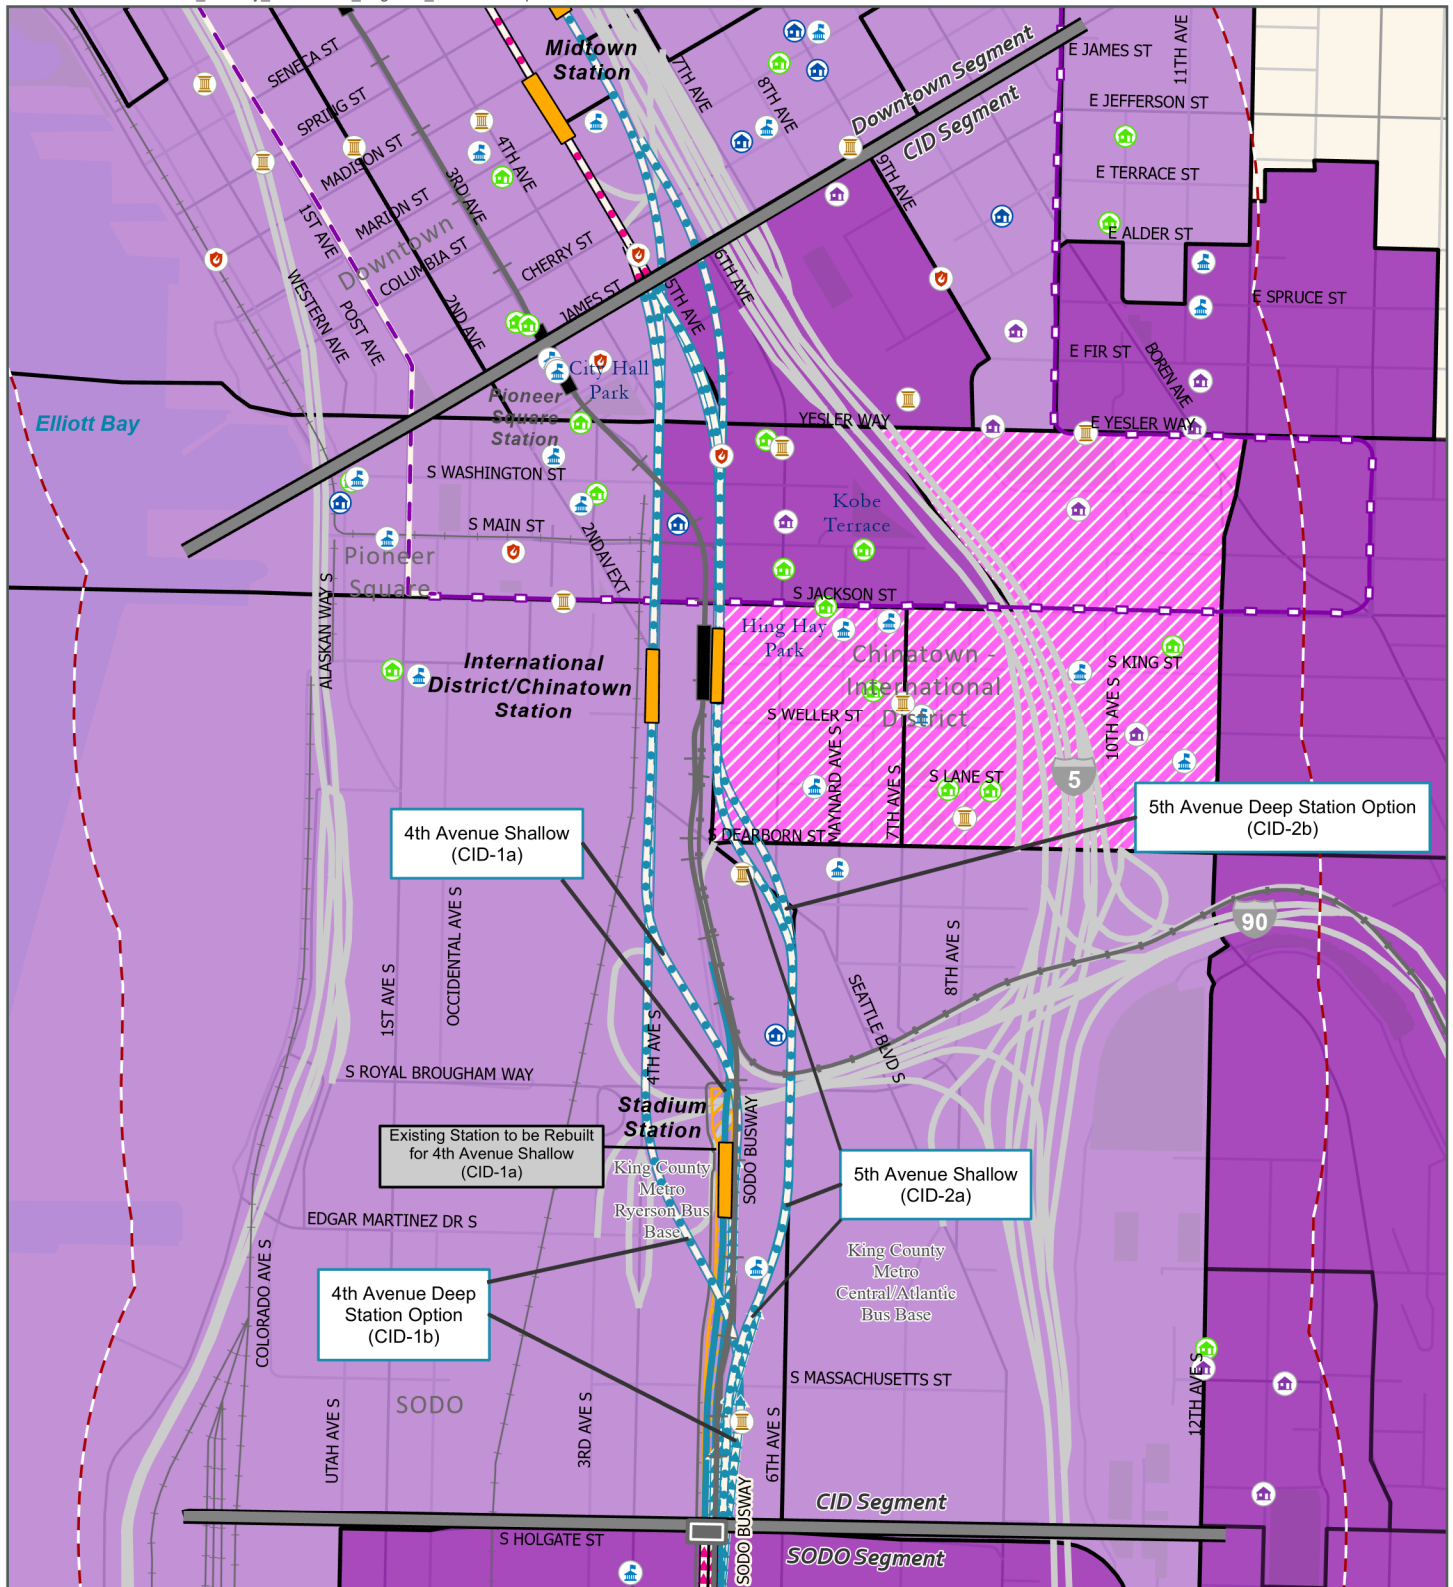 Midtown
Station
SENECA ST
SPRING ST
MADISON ST
MARION ST
COLUMBIA ST
CHERRY ST
JAMES ST
1ST AVE
POST AVE
WESTERN AVE
2ND AVE
3RD AVE
4TH AVE
5TH AVE
6TH AVE
7TH AVE
8TH AVE
9TH AVE
11TH AVE
Downtown
Downtown Segment
CID Segment
E JAMES ST
E JEFFERSON ST
E TERRACE ST
E ALDER ST
E SPRUCE ST
E FIR ST
BOREN AVE
E YESLER WAY
YESLER WAY
City Hall
Park
Pioneer
Square
Station
Elliott Bay
S WASHINGTON ST
S MAIN ST
2NDAVEXT
Kobe
Terrace
Pioneer
Square
S JACKSON ST
ALASKAN WAY S
Hing Hay
Park
International
District/Chinatown
Station
Chinatown -
International
District
S KING ST
S WELLER ST
MAYNARD AVE S
7TH AVE S
10TH AVE S
S LANE ST
5
S DEARBORN ST
4th Avenue Shallow
(CID-1a)
5th Avenue Deep Station Option
(CID-2b)
90
OCCIDENTAL AVE S
1ST AVE S
4TH AVE S
8TH AVE S
SEATTLE BLVD S
S ROYAL BROUGHAM WAY
Stadium
Station
SODO BUSWAY
Existing Station to be Rebuilt
for 4th Avenue Shallow
(CID-1a)
King County
Metro
Ryerson Bus
Base
5th Avenue Shallow
(CID-2a)
EDGAR MARTINEZ DR S
King County
Metro
Central/Atlantic
Bus Base
4th Avenue Deep
Station Option
(CID-1b)
COLORADO AVE S
S MASSACHUSETTS ST
12TH AVE S
SODO
UTAH AVE S
3RD AVE S
6TH AVE S
SODO BUSWAY
CID Segment
S HOLGATE ST
SODO Segment